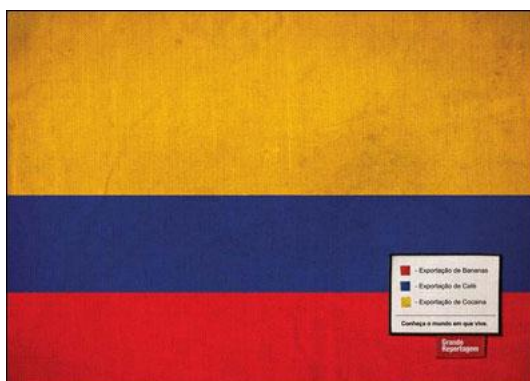 - Exportação de Bananas
- Exportação de Café
- Exportação de Cocaína
Conheça o mundo em que vive.
Grande
Reportagem